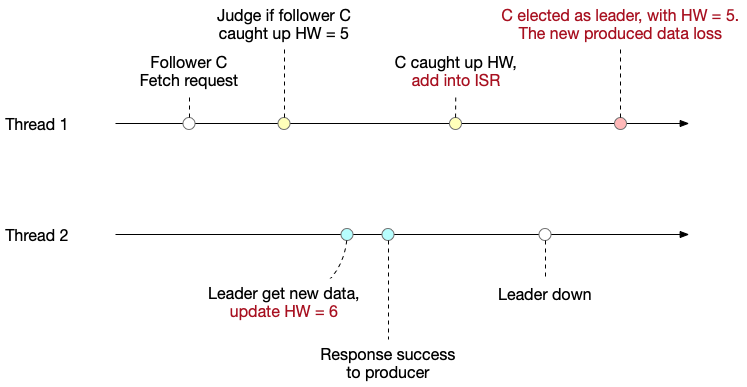 Judge if follower C
caught up HW = 5
C elected as leader, with HW = 5.
The new produced data loss
Follower C
Fetch request
C caught up HW,
add into ISR
Thread 1
Thread 2
Leader get new data,
update HW = 6
Leader down
Response success
to producer